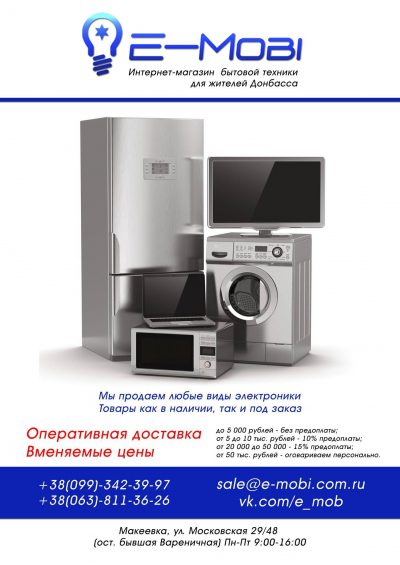 E-Mobi
Интернет-магазин бытовой техники
для жителей Донбасса
Мы продаем любые виды электроники
Товары как в наличии, так и под заказ
Оперативная доставка
Вменяемые цены
до 5 000 рублей - без предоплаты;
от 5 до 10 тыс. рублей - 10% предоплаты;
от 20 000 до 50 000 - 15% предоплаты;
от 50 тыс. рублей - оговариваем персонально.
+38(099)-342-39-97
+38(063)-811-36-26
sale@e-mobi.com.ru
vk.com/e_mob
Макеевка, ул. Московская 29/48
(ост. бывшая Вареничная) Пн-Пт 9:00-16:00